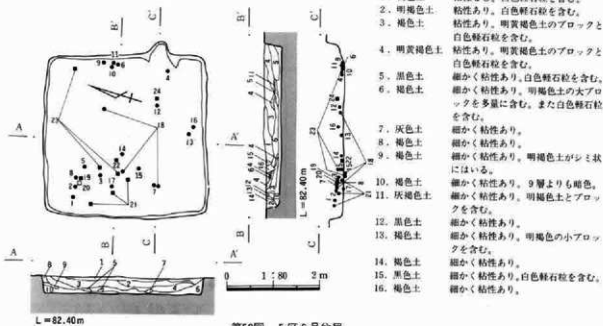 2. 明褐色土 粘性あり。白色軽石粒を含む。
3. 褐色土 粘性あり。明黄褐色土のブロックと
白色軽石粒を含む。
4. 明黄褐色土 粘性あり。明黄褐色土のブロックと
白色軽石粒を含む。
5. 黒色土 細かく粘性あり。白色軽石粒を含む。
6. 褐色土 細かく粘性あり。明褐色土の大ブロ
ックを多量に含む。また白色軽石粒
を含む。
7. 灰色土 細かく粘性あり。
8. 褐色土 細かく粘性あり。
9. 褐色土 細かく粘性あり。明褐色土がシミ状
にはいる。
10. 褐色土 細かく粘性あり。9層よりも暗色。
11. 灰褐色土 細かく粘性あり。明褐色土とブロッ
クを含む。
12. 黒色土 細かく粘性あり。
13. 褐色土 細かく粘性あり。明褐色の小ブロッ
クを含む。
14. 褐色土 細かく粘性あり。
15. 黒色土 細かく粘性あり。白色軽石粒を含む。
16. 褐色土 細かく粘性あり。
B' C'
A A'
B C
L=82.40m
A A'
0 1:80 2m
L=82.40m